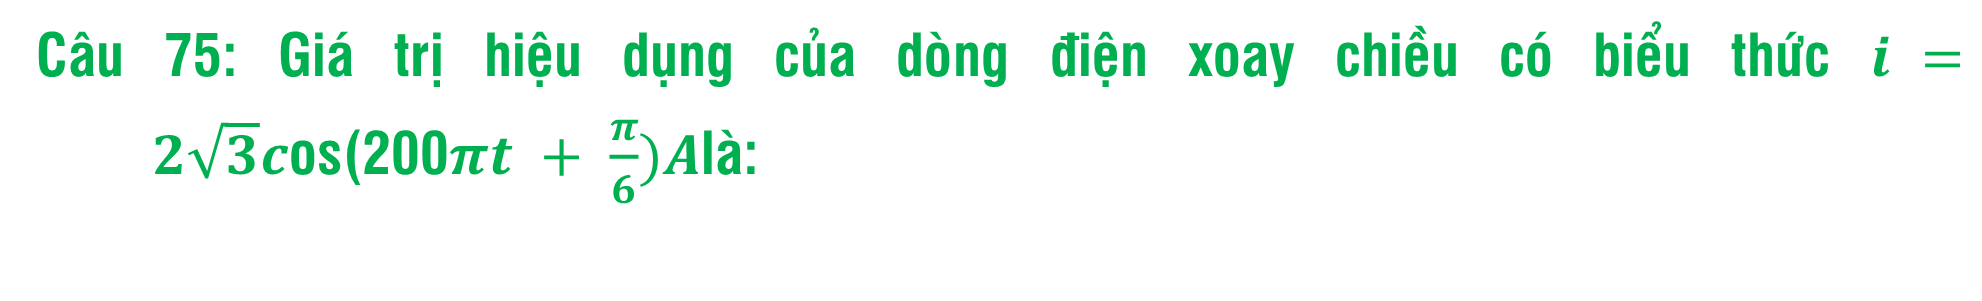 Câu 75: Giá trị hiệu dụng của dòng điện xoay chiều có biểu thức i =
2√3cos(200πt + π/6)Alà: